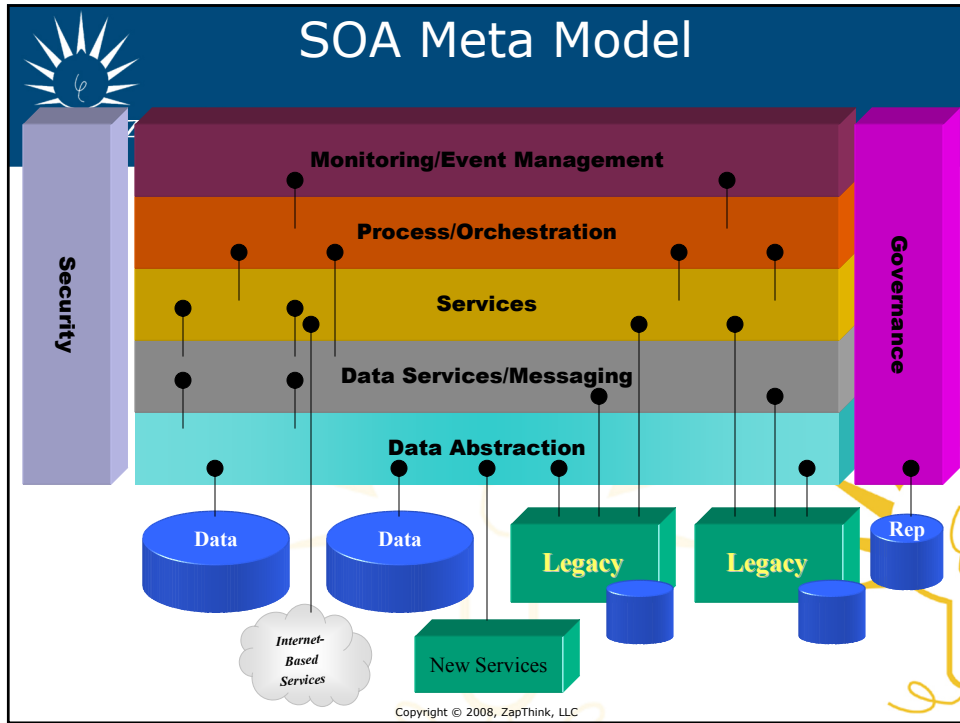 SOA Meta Model
Z
Monitoring/Event Management
Process/Orchestration
Services
Data Services/Messaging
Data Abstraction
Security
Governance
Data
Data
Legacy
Legacy
Rep
Internet-
Based
Services
New Services
Copyright © 2008, ZapThink, LLC